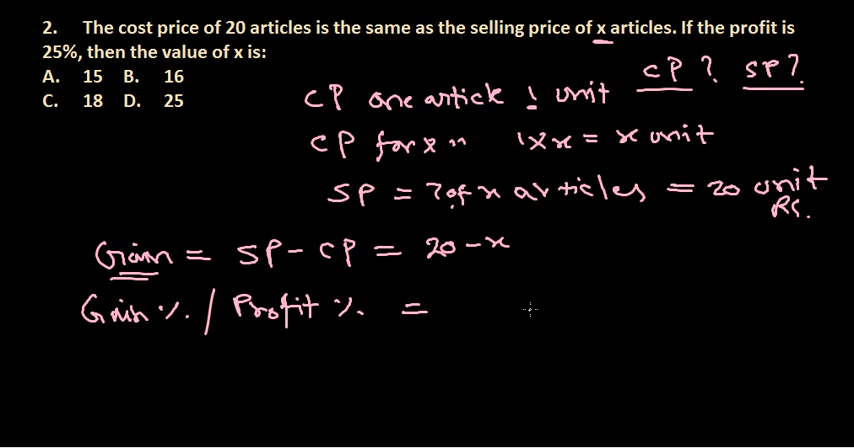 2. The cost price of 20 articles is the same as the selling price of x articles. If the profit is
25%, then the value of x is:
A. 15 B. 16
C. 18 D. 25
CP ? SP ?
CP one article 1 unit
CP for x " 1 × x = x unit
SP = ? of x articles = 20 unit
RS.
Gain = SP - CP = 20 - x
Gain %. / Profit %. =